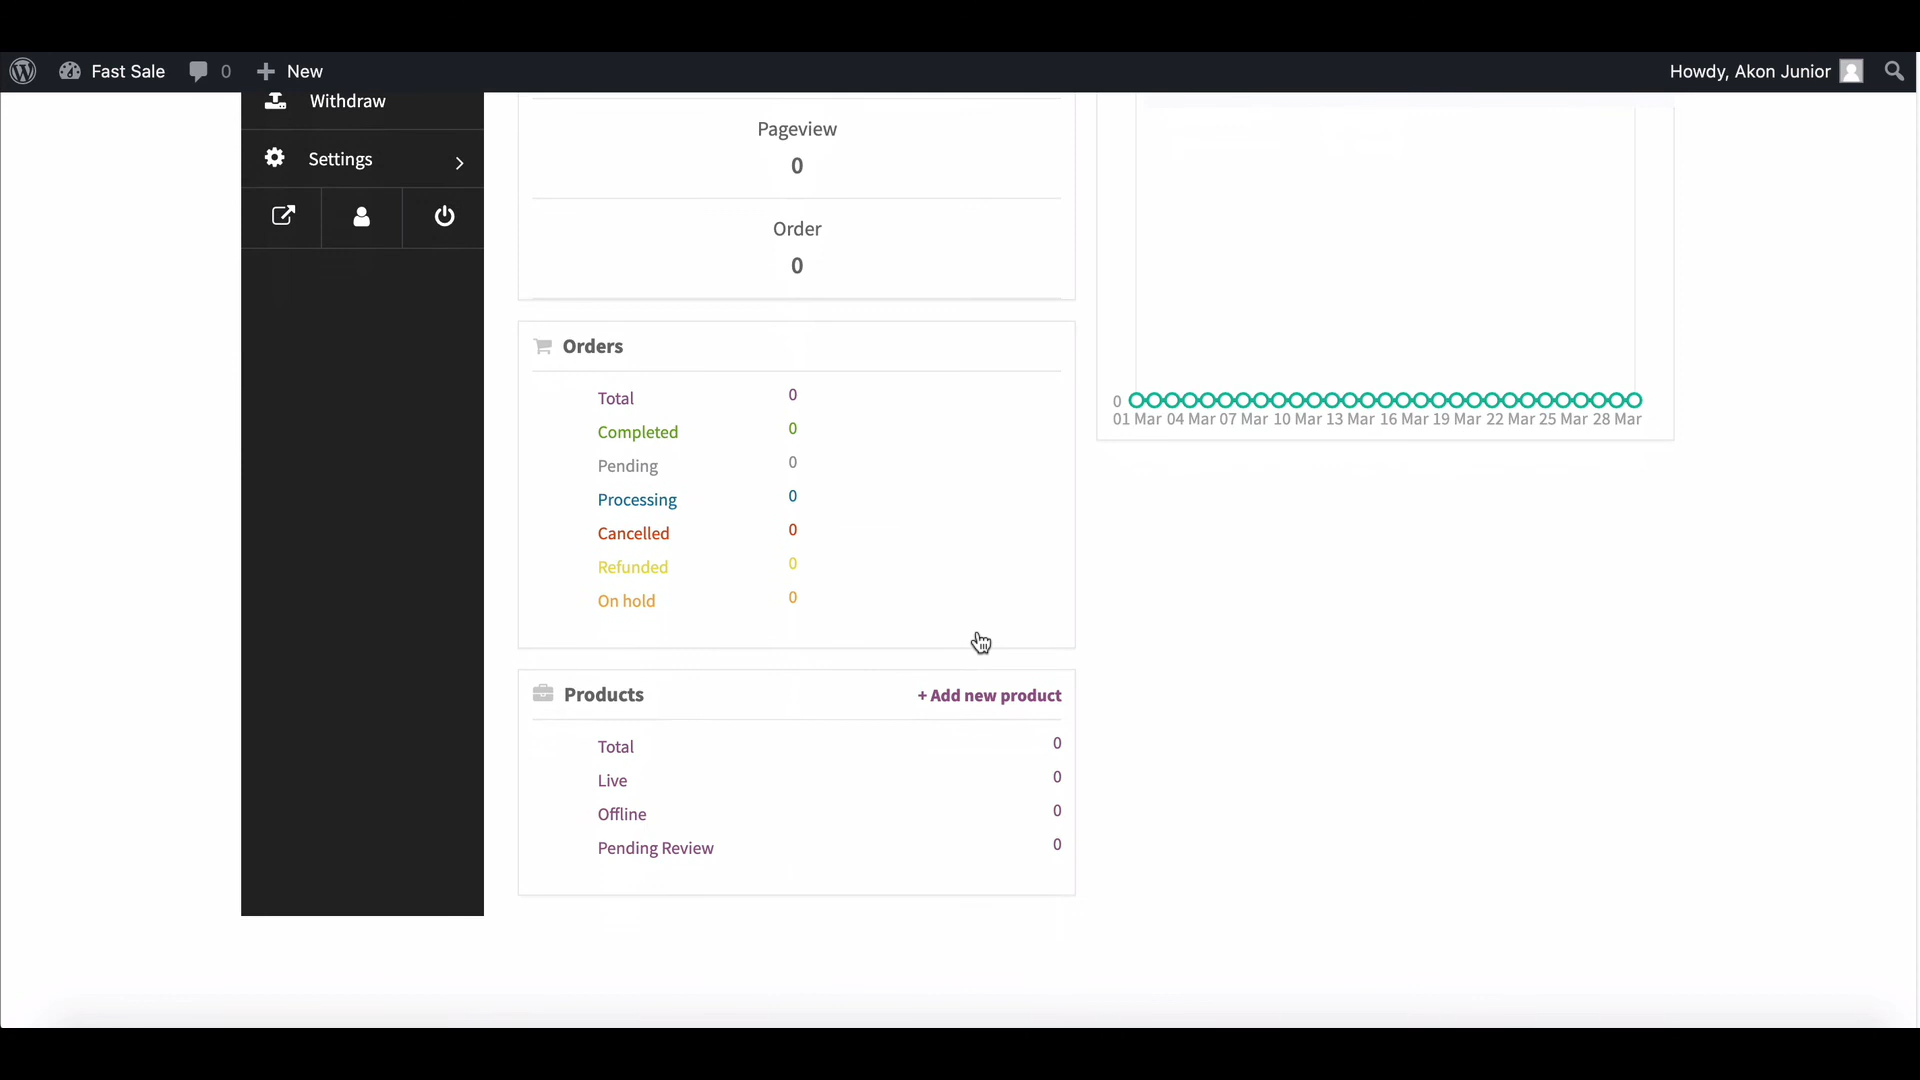 Fast Sale 0 New Howdy, Akon Junior
Withdraw
Settings
Pageview
0
Order
0
Orders
Total 0
Completed 0
Pending 0
Processing 0
Cancelled 0
Refunded 0
On hold 0
Products + Add new product
Total 0
Live 0
Offline 0
Pending Review 0
0
01 Mar 04 Mar 07 Mar 10 Mar 13 Mar 16 Mar 19 Mar 22 Mar 25 Mar 28 Mar